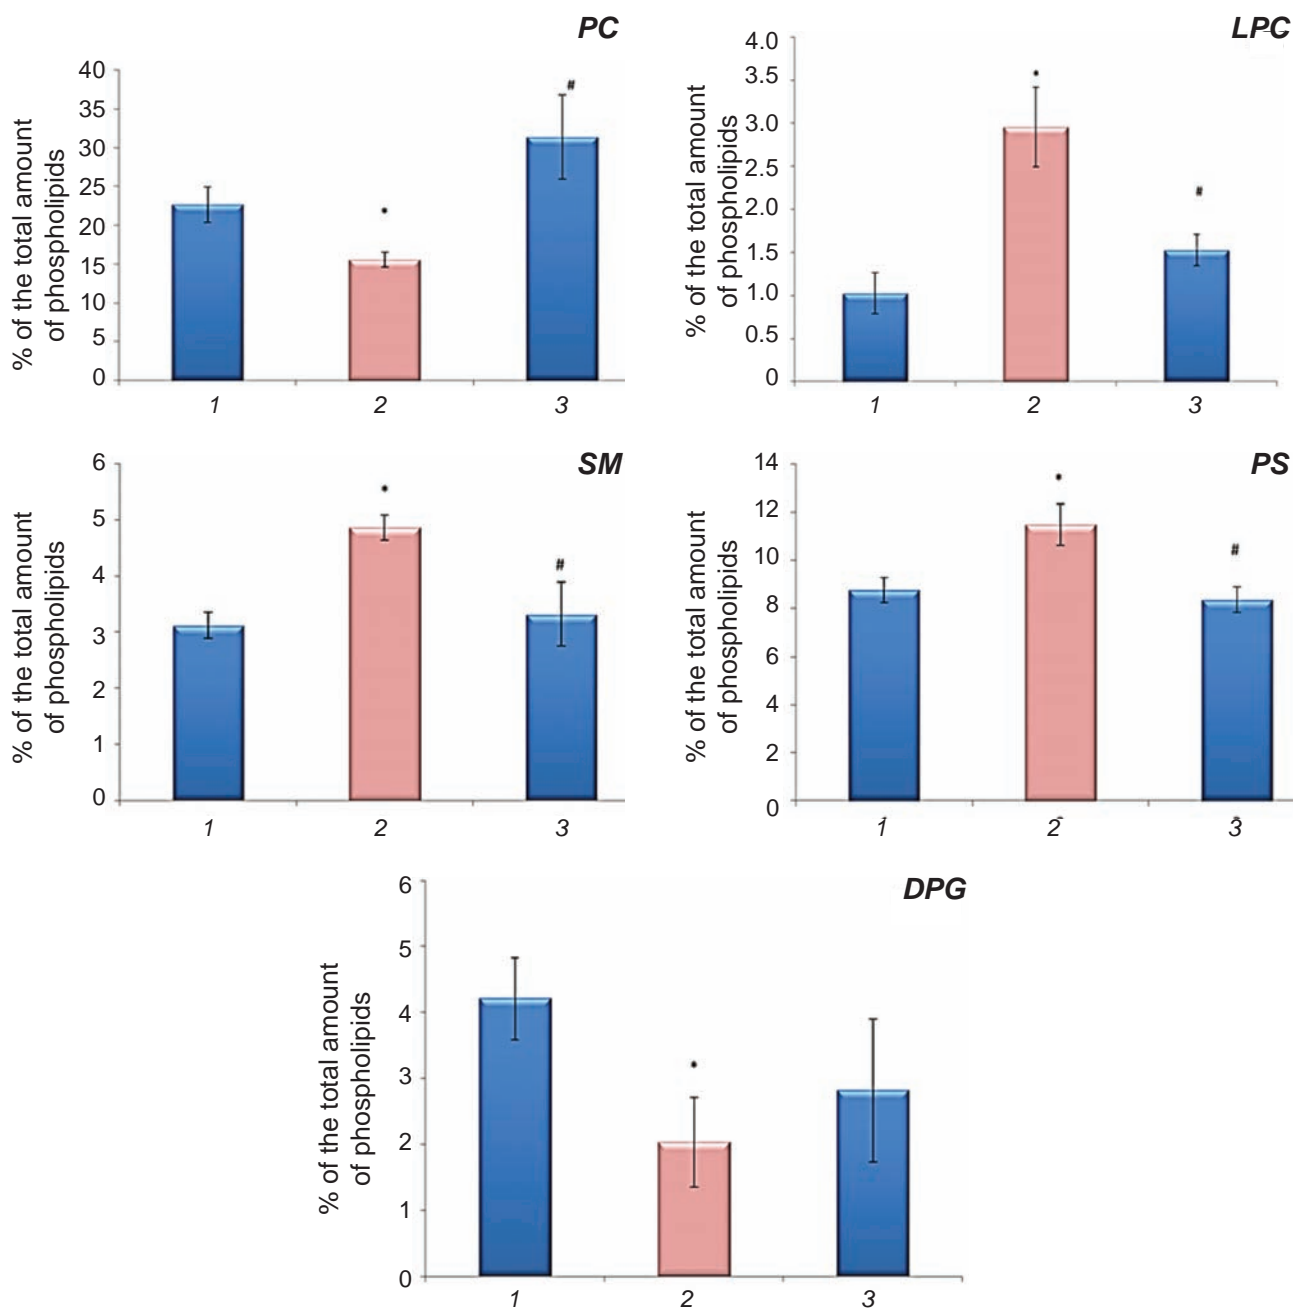 PC
40
35
30
25
20
15
10
5
0
% of the total amount
of phospholipids
*
#
1 2 3
LPC
4.0
3.5
3.0
2.5
2.0
1.5
1.0
0.5
0
% of the total amount
of phospholipids
*
#
1 2 3
SM
6
5
4
3
2
1
0
% of the total amount
of phospholipids
*
#
1 2 3
PS
14
12
10
8
6
4
2
0
% of the total amount
of phospholipids
*
#
1 2 3
DPG
6
5
4
3
2
1
0
% of the total amount
of phospholipids
*
1 2 3